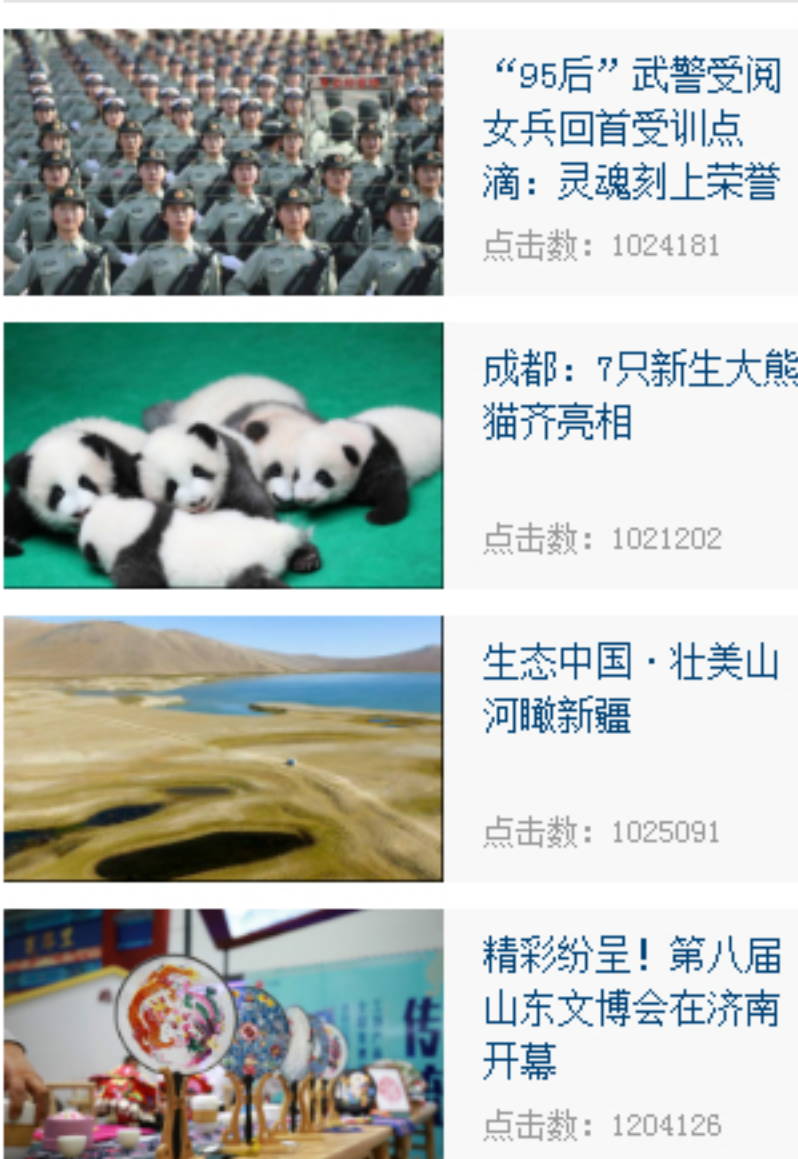 “95后”武警受阅
女兵回首受训点
滴：灵魂刻上荣誉
点击数：1024181
成都：7只新生大熊
猫齐亮相
点击数：1021202
生态中国·壮美山
河瞰新疆
点击数：1025091
精彩纷呈！第八届
山东文博会在济南
开幕
点击数：1204126
传